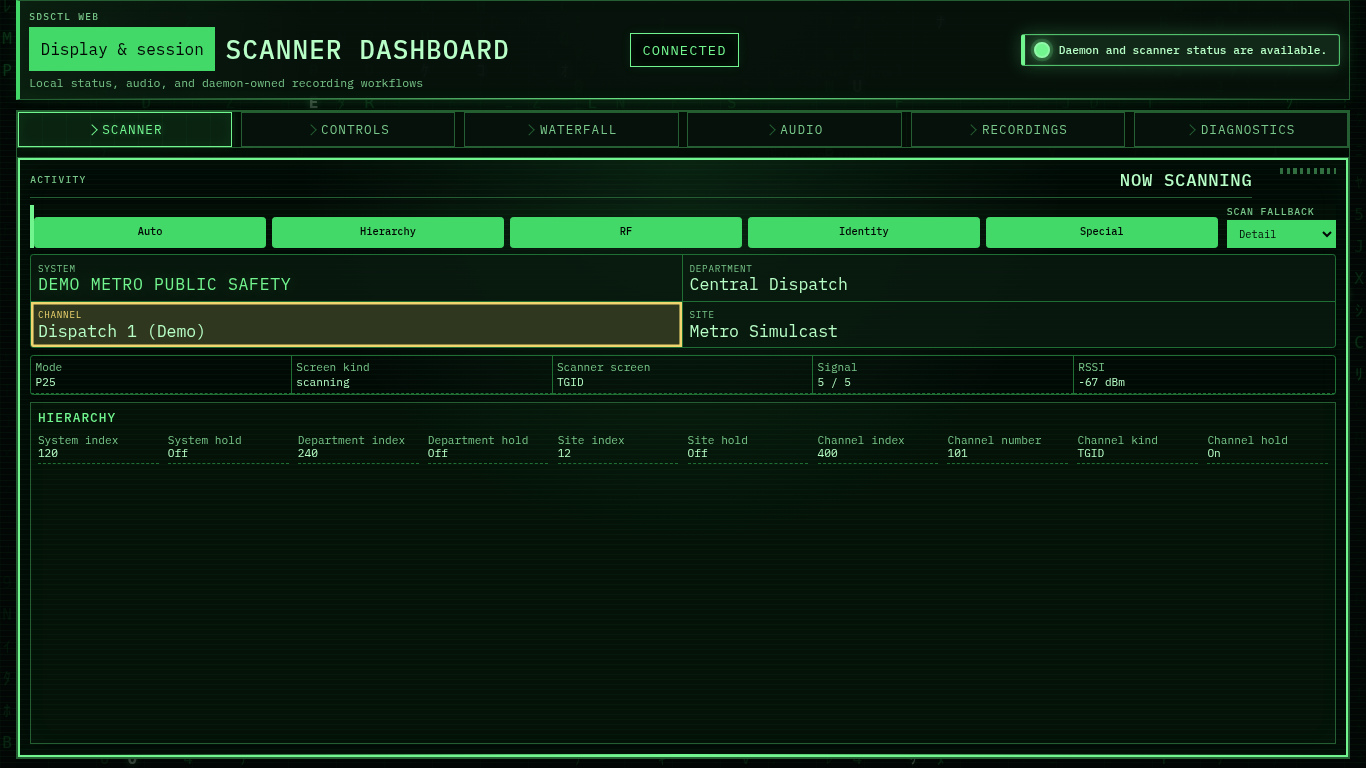 SDSCTL WEB
Display & session SCANNER DASHBOARD
CONNECTED
Daemon and scanner status are available.
Local status, audio, and daemon-owned recording workflows
SCANNER CONTROLS WATERFALL AUDIO RECORDINGS DIAGNOSTICS
ACTIVITY
NOW SCANNING
Auto Hierarchy RF Identity Special
SCAN FALLBACK
Detail
SYSTEM
DEMO METRO PUBLIC SAFETY
DEPARTMENT
Central Dispatch
CHANNEL
Dispatch 1 (Demo)
SITE
Metro Simulcast
Mode
P25
Screen kind
scanning
Scanner screen
TGID
Signal
5 / 5
RSSI
-67 dBm
HIERARCHY
System index
120
System hold
Off
Department index
240
Department hold
Off
Site index
12
Site hold
Off
Channel index
400
Channel number
101
Channel kind
TGID
Channel hold
On